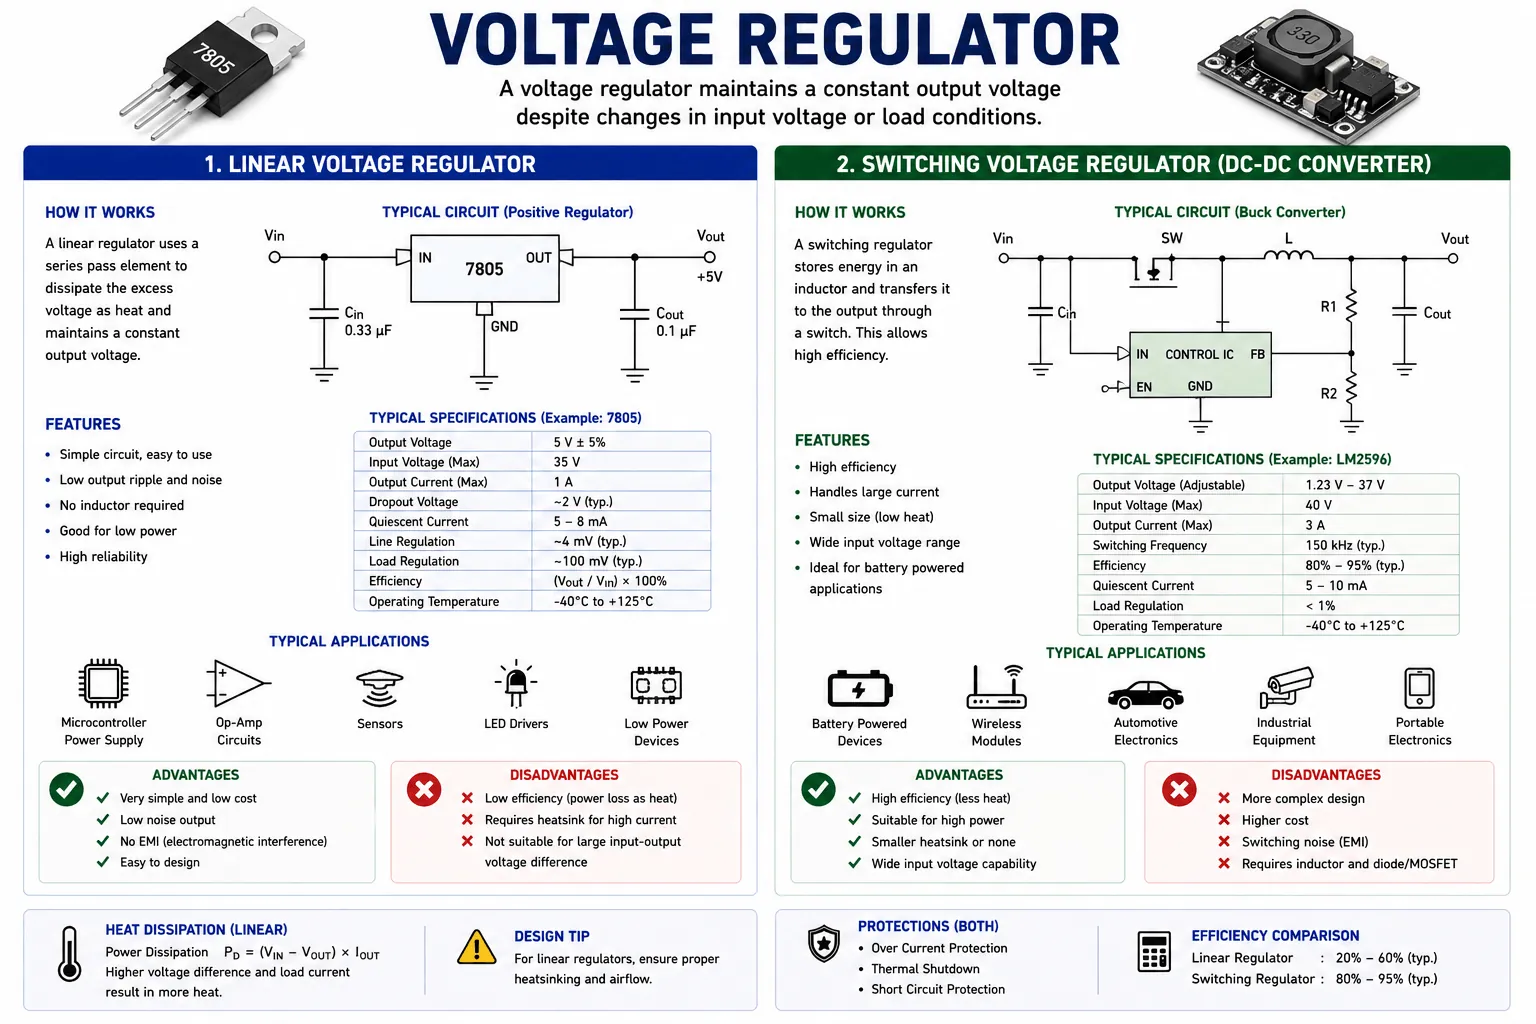 7805
VOLTAGE REGULATOR
330
A voltage regulator maintains a constant output voltage
despite changes in input voltage or load conditions.
1. LINEAR VOLTAGE REGULATOR
HOW IT WORKS
A linear regulator uses a
series pass element to
dissipate the excess
voltage as heat and
maintains a constant
output voltage.
TYPICAL CIRCUIT (Positive Regulator)
Vin
Vout
IN
7805
OUT
+5V
GND
Cin
0.33 µF
Cout
0.1 µF
FEATURES
• Simple circuit, easy to use
• Low output ripple and noise
• No inductor required
• Good for low power
• High reliability
TYPICAL SPECIFICATIONS (Example: 7805)
Output Voltage 5 V ± 5%
Input Voltage (Max) 35 V
Output Current (Max) 1 A
Dropout Voltage ~2 V (typ.)
Quiescent Current 5 – 8 mA
Line Regulation ~4 mV (typ.)
Load Regulation ~100 mV (typ.)
Efficiency (Vout / Vin) × 100%
Operating Temperature -40°C to +125°C
TYPICAL APPLICATIONS
Microcontroller
Power Supply
Op-Amp
Circuits
Sensors
LED Drivers
Low Power
Devices
ADVANTAGES
Very simple and low cost
Low noise output
No EMI (electromagnetic interference)
Easy to design
DISADVANTAGES
Low efficiency (power loss as heat)
Requires heatsink for high current
Not suitable for large input-output
voltage difference
2. SWITCHING VOLTAGE REGULATOR (DC-DC CONVERTER)
HOW IT WORKS
A switching regulator
stores energy in an
inductor and transfers it
to the output through
a switch. This allows
high efficiency.
TYPICAL CIRCUIT (Buck Converter)
Vin
SW
L
Vout
Cin
R1
Cout
IN
CONTROL IC
FB
EN
GND
R2
FEATURES
• High efficiency
• Handles large current
• Small size (low heat)
• Wide input voltage range
• Ideal for battery powered
applications
TYPICAL SPECIFICATIONS (Example: LM2596)
Output Voltage (Adjustable) 1.23 V – 37 V
Input Voltage (Max) 40 V
Output Current (Max) 3 A
Switching Frequency 150 kHz (typ.)
Efficiency 80% – 95% (typ.)
Quiescent Current 5 – 10 mA
Load Regulation < 1%
Operating Temperature -40°C to +125°C
TYPICAL APPLICATIONS
Battery Powered
Devices
Wireless
Modules
Automotive
Electronics
Industrial
Equipment
Portable
Electronics
ADVANTAGES
High efficiency (less heat)
Suitable for high power
Smaller heatsink or none
Wide input voltage capability
DISADVANTAGES
More complex design
Higher cost
Switching noise (EMI)
Requires inductor and diode/MOSFET
HEAT DISSIPATION (LINEAR)
Power Dissipation PD = (VIN – VOUT) × IOUT
Higher voltage difference and load current
result in more heat.
DESIGN TIP
For linear regulators, ensure proper
heatsinking and airflow.
PROTECTIONS (BOTH)
• Over Current Protection
• Thermal Shutdown
• Short Circuit Protection
EFFICIENCY COMPARISON
Linear Regulator : 20% – 60% (typ.)
Switching Regulator : 80% – 95% (typ.)